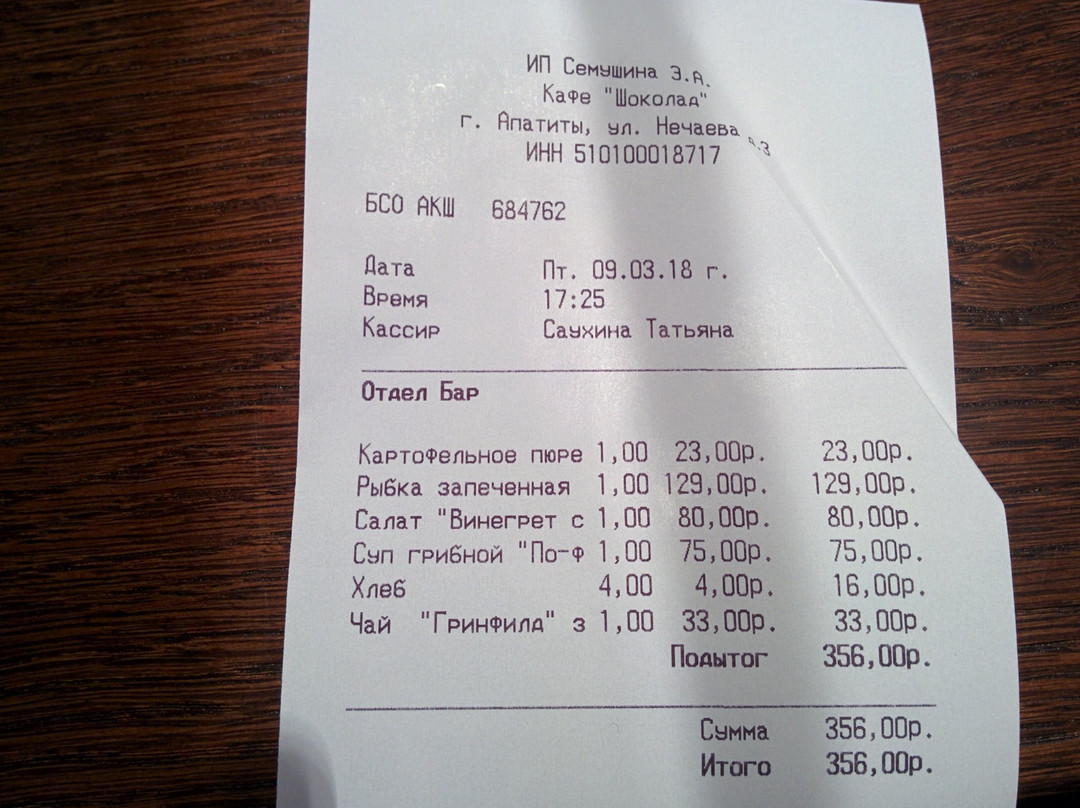 ИП Семушина З.А.
Кафе "Шоколад"
г. Апатиты, ул. Нечаева д.3
ИНН 510100018717
БСО АКШ 684762
Дата Пт. 09.03.18 г.
Время 17:25
Кассир Саухина Татьяна
Отдел Бар
Картофельное пюре 1,00 23,00р. 23,00р.
Рыбка запеченная 1,00 129,00р. 129,00р.
Салат "Винегрет с 1,00 80,00р. 80,00р.
Суп грибной "По-ф 1,00 75,00р. 75,00р.
Хлеб 4,00 4,00р. 16,00р.
Чай "Гринфилд" з 1,00 33,00р. 33,00р.
Подытог 356,00р.
Сумма 356,00р.
Итого 356,00р.